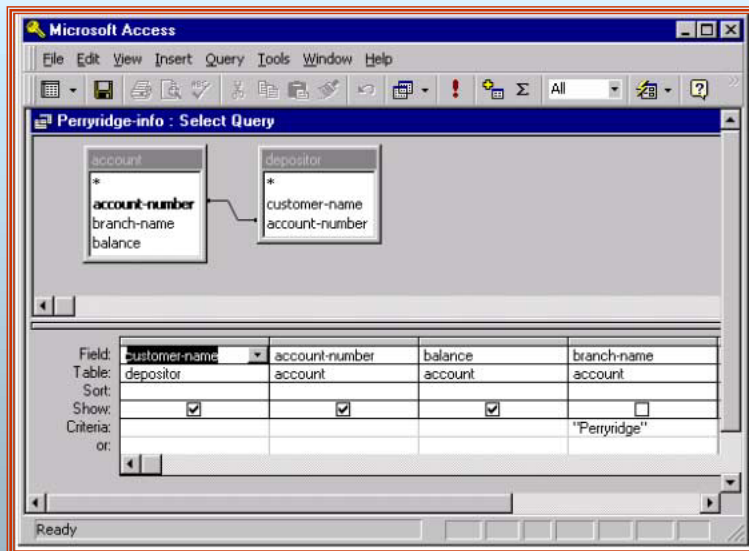 Microsoft Access
File Edit View Insert Query Tools Window Help
ABC All Σ
Perryridge-info : Select Query
account depositor
* *
account-number customer-name
branch-name account-number
balance
Field: customer-name account-number balance branch-name
Table: depositor account account account
Sort:
Show:
Criteria: "Perryridge"
or:
Ready